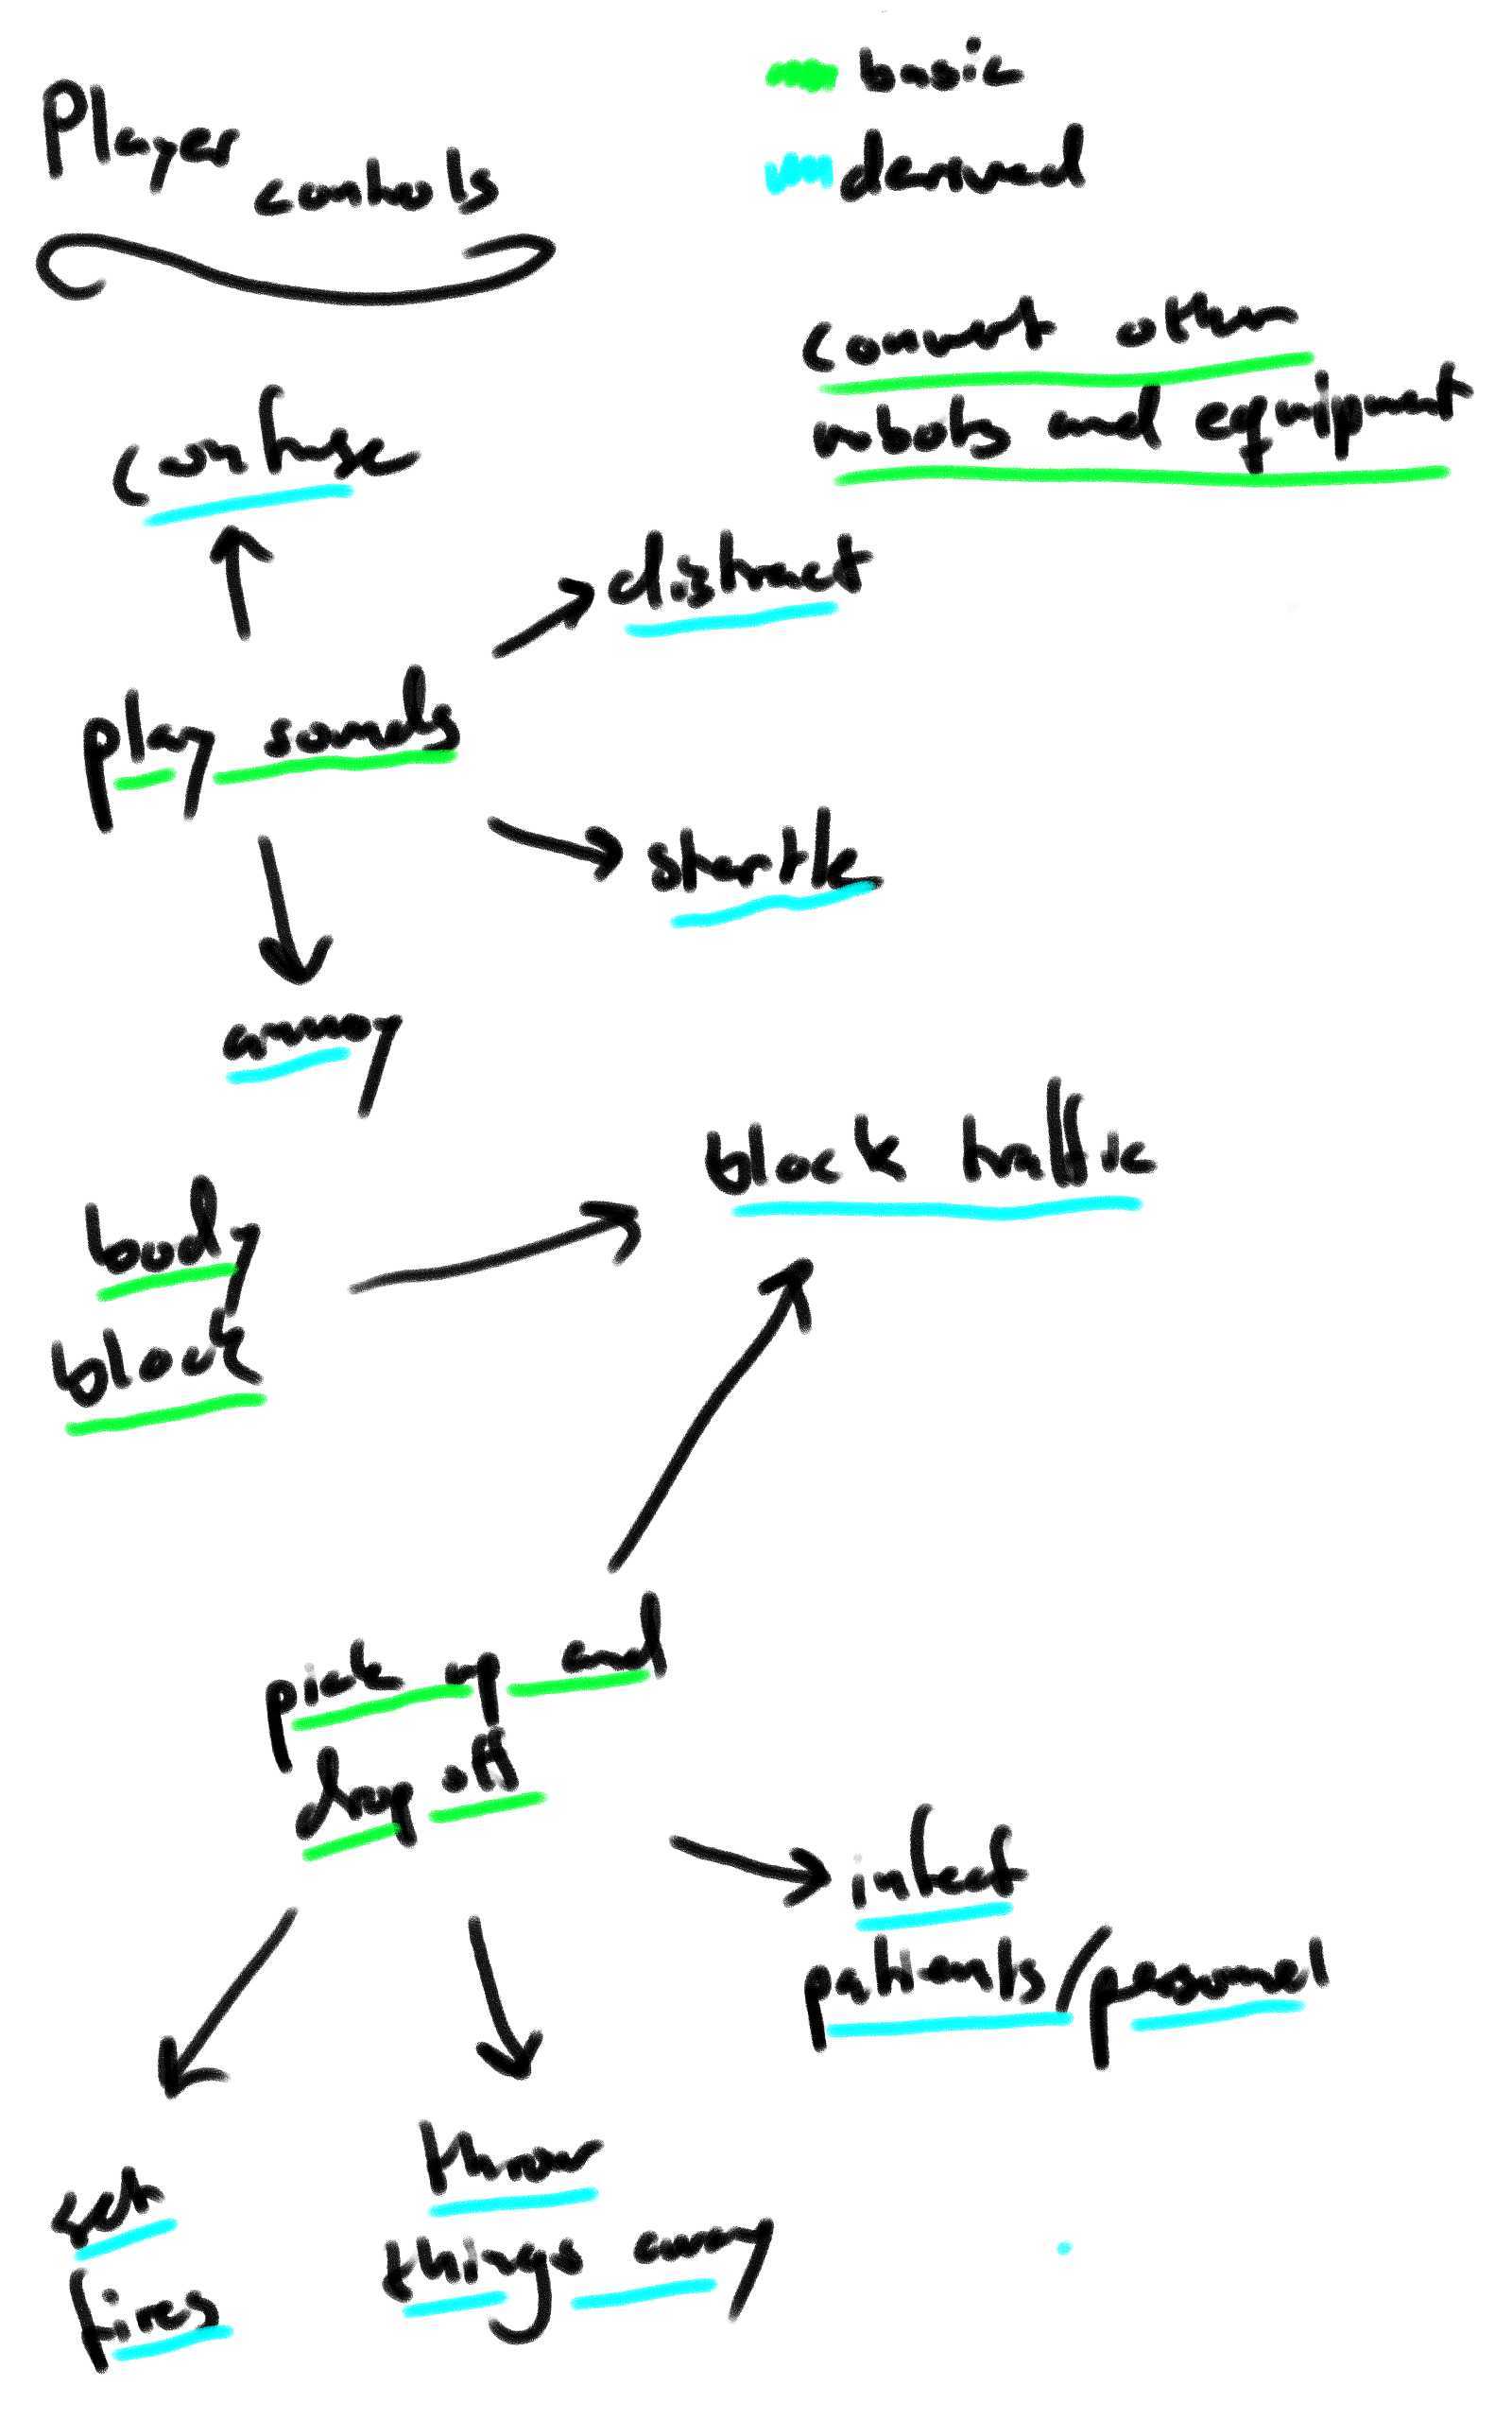 Player controls
basic
derived
convert other
robots and equipment
confuse
distract
play sounds
startle
annoy
block traffic
body
block
pick up and
drop off
infect
patients/personnel
set
fires
throw
things away